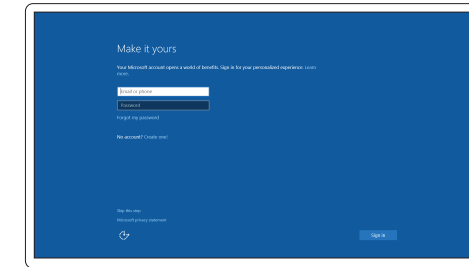 Make it yours
Your Microsoft account opens a world of benefits. Sign in for your personalized experience. Learn
more.
Email or phone
Password
Forgot my password
No account? Create one!
Skip this step
Microsoft privacy statement
Sign in